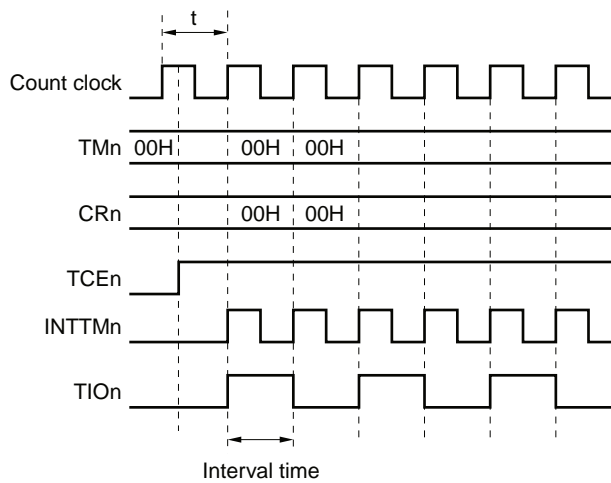 t
Count clock
TMn 00H 00H 00H
CRn 00H 00H
TCEn
INTTMn
TIOn
Interval time